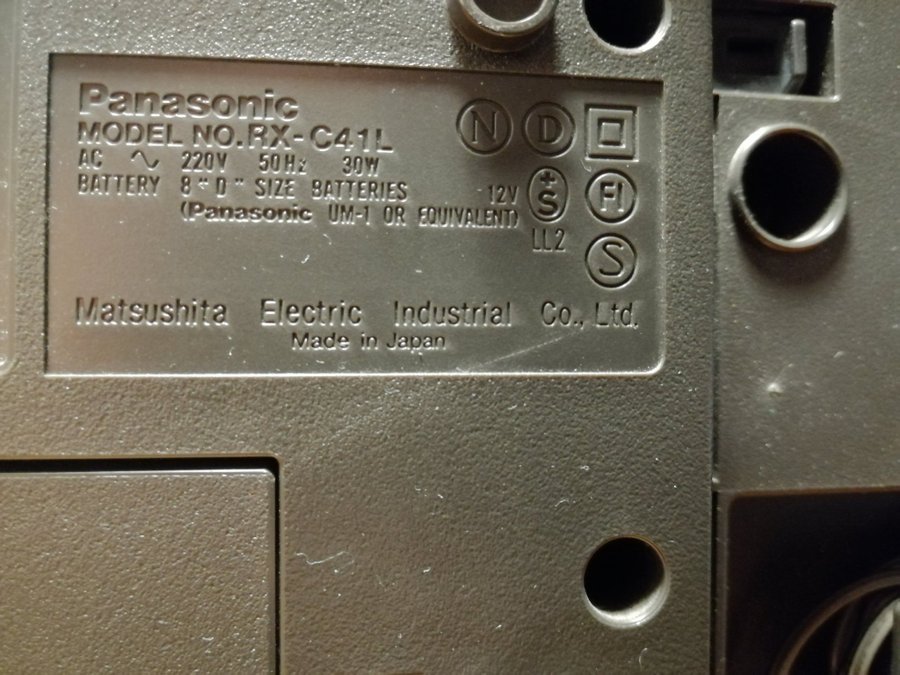 Panasonic
MODEL NO. RX-C41L
AC ∿ 220V 50Hz 30W
BATTERY 8 "D" SIZE BATTERIES 12V
(Panasonic UM-1 OR EQUIVALENT)
N D
+S FI
LL2 S
Matsushita Electric Industrial Co., Ltd.
Made in Japan